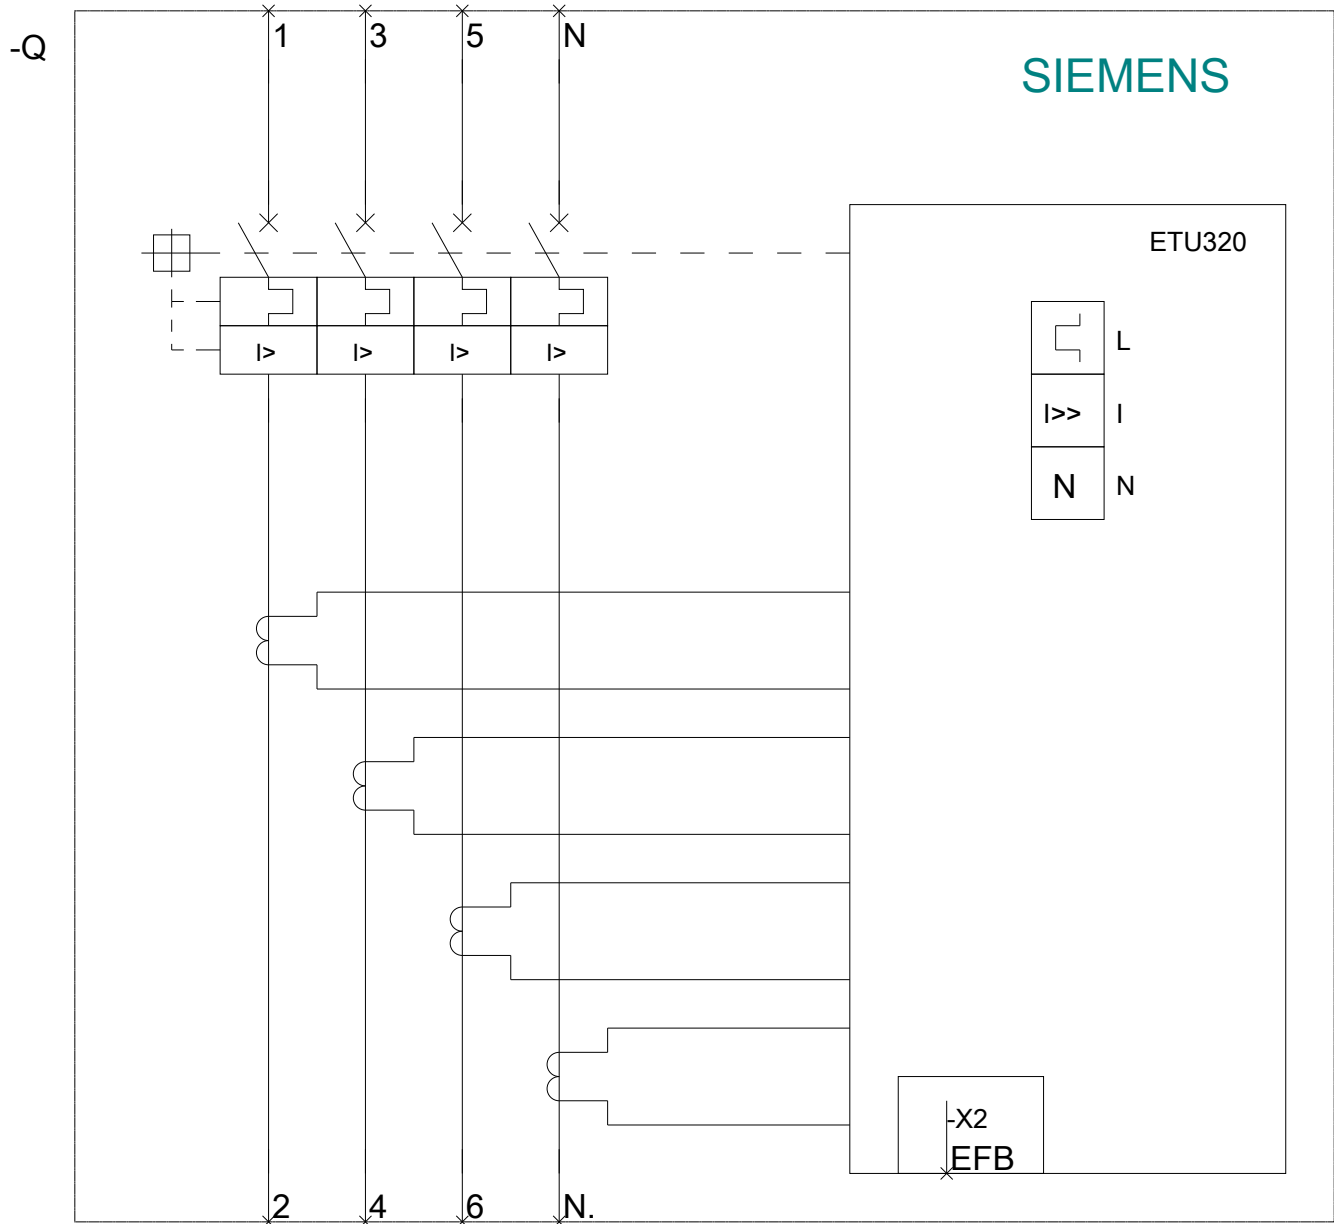 1 3 5 N
-Q
SIEMENS
ETU320
L
I> I> I> I>
I>> I
N N
-X2
EFB
2 4 6 N.